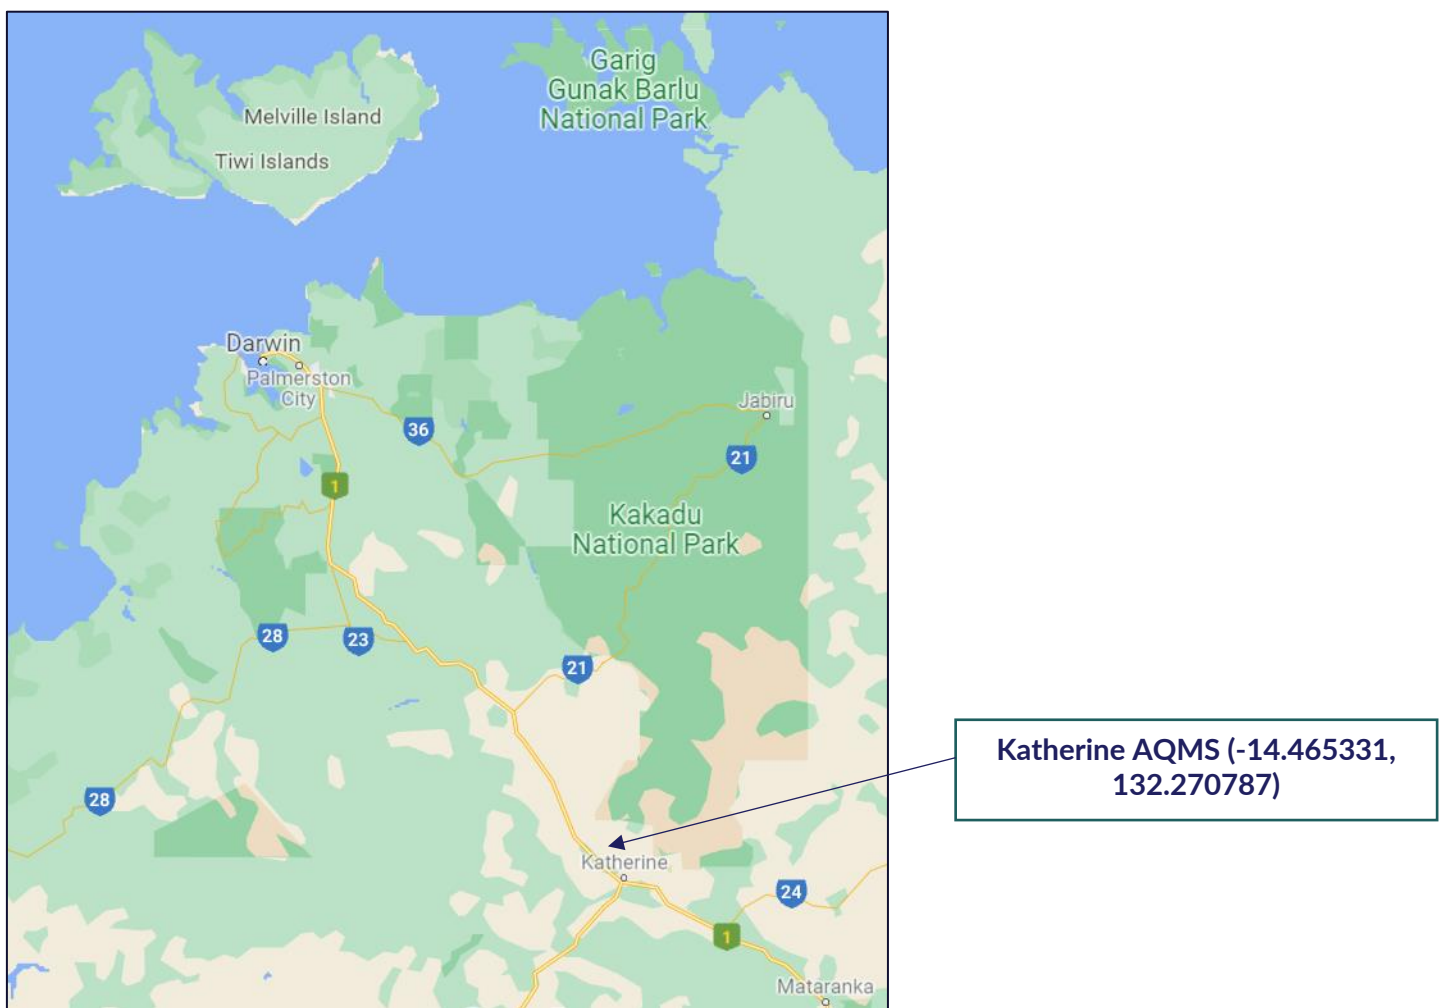 Garig
Gunak Barlu
National Park
Melville Island
Tiwi Islands
Darwin
Palmerston
City
Jabiru
36
21
1
Kakadu
National Park
28
23
21
Katherine AQMS (-14.465331,
132.270787)
28
Katherine
24
1
Mataranka